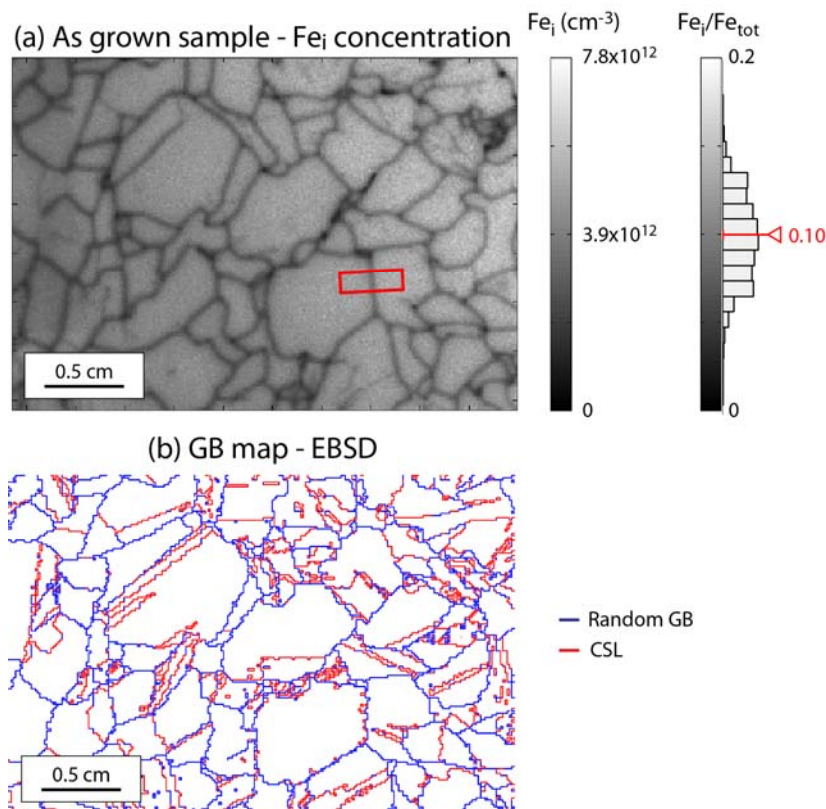 (a) As grown sample - Feᵢ concentration
Feᵢ (cm⁻³)
7.8x10¹²
3.9x10¹²
0
Feᵢ/Feₜₒₜ
0.2
0.10
0
0.5 cm
(b) GB map - EBSD
Random GB
CSL
0.5 cm